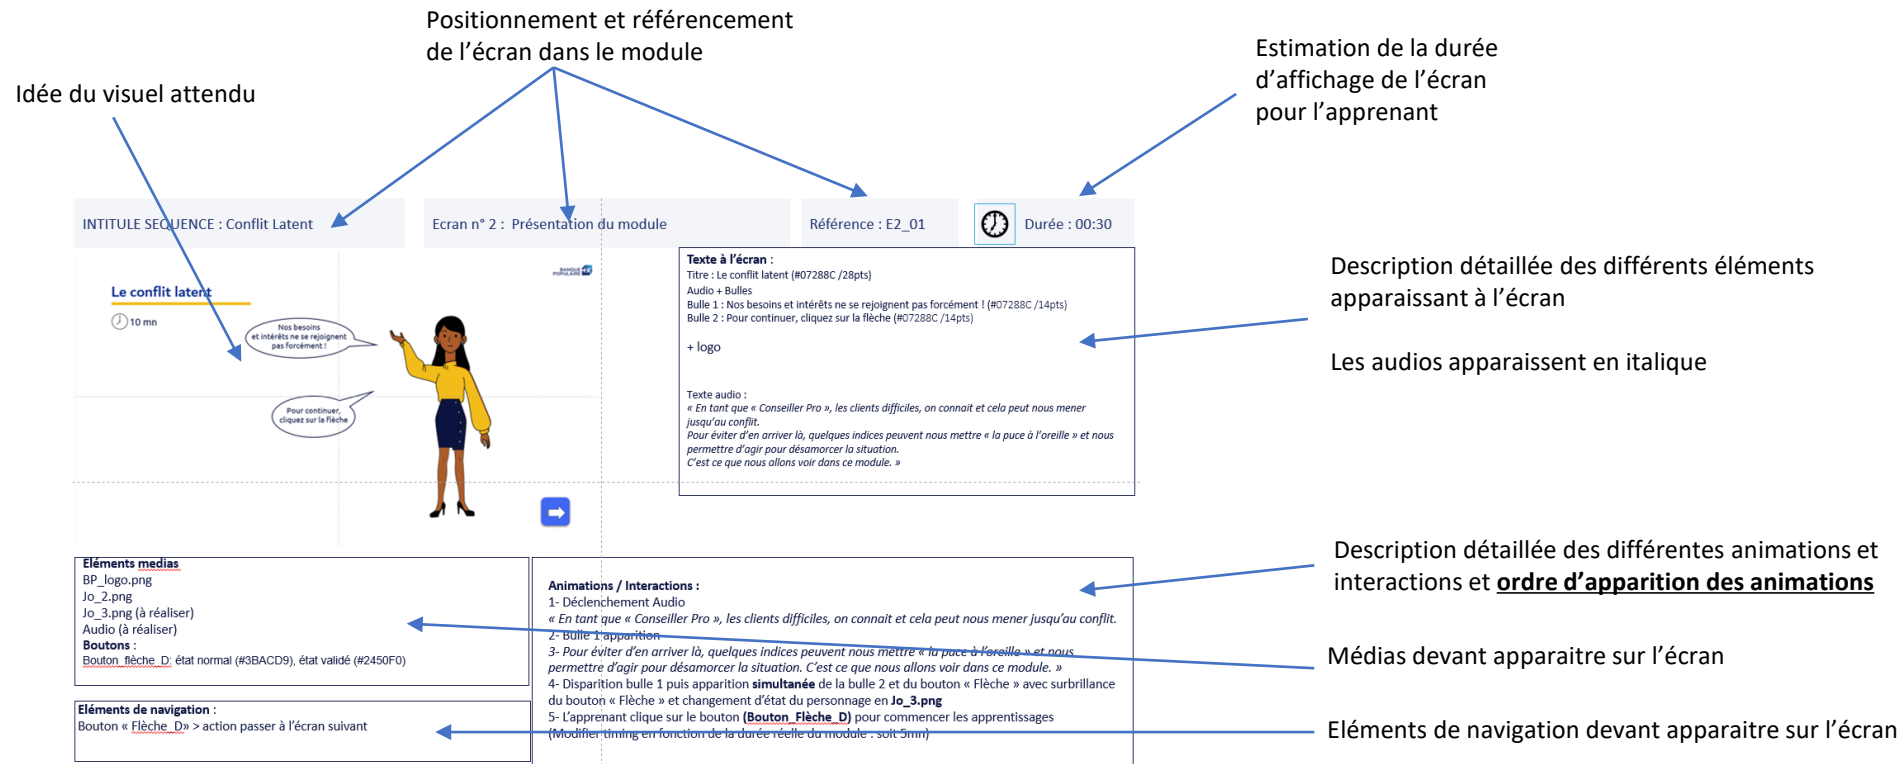 Positionnement et référencement
de l’écran dans le module
Estimation de la durée
d’affichage de l’écran
pour l’apprenant
Idée du visuel attendu
INTITULE SEQUENCE : Conflit Latent
Ecran n° 2 : Présentation du module
Référence : E2_01
Durée : 00:30
Le conflit latent
10 mn
BANQUE
POPULAIRE
Nos besoins
et intérêts ne se rejoignent
pas forcément !
Pour continuer,
cliquez sur la flèche
Texte à l’écran :
Titre : Le conflit latent (#07288C /28pts)
Audio + Bulles
Bulle 1 : Nos besoins et intérêts ne se rejoignent pas forcément ! (#07288C /14pts)
Bulle 2 : Pour continuer, cliquez sur la flèche (#07288C /14pts)
+ logo
Texte audio :
« En tant que « Conseiller Pro », les clients difficiles, on connait et cela peut nous mener
jusqu’au conflit.
Pour éviter d’en arriver là, quelques indices peuvent nous mettre « la puce à l’oreille » et nous
permettre d’agir pour désamorcer la situation.
C’est ce que nous allons voir dans ce module. »
Description détaillée des différents éléments
apparaissant à l’écran
Les audios apparaissent en italique
Eléments medias
BP_logo.png
Jo_2.png
Jo_3.png (à réaliser)
Audio (à réaliser)
Boutons :
Bouton_flèche_D: état normal (#3BACD9), état validé (#2450F0)
Eléments de navigation :
Bouton « Flèche_D» > action passer à l’écran suivant
Animations / Interactions :
1- Déclenchement Audio
« En tant que « Conseiller Pro », les clients difficiles, on connait et cela peut nous mener jusqu’au conflit.
2- Bulle 1 apparition
3- Pour éviter d’en arriver là, quelques indices peuvent nous mettre « la puce à l’oreille » et nous
permettre d’agir pour désamorcer la situation. C’est ce que nous allons voir dans ce module. »
4- Disparition bulle 1 puis apparition simultanée de la bulle 2 et du bouton « Flèche » avec surbrillance
du bouton « Flèche » et changement d’état du personnage en Jo_3.png
5- L’apprenant clique sur le bouton (Bouton_Flèche_D) pour commencer les apprentissages
(Modifier timing en fonction de la durée réelle du module : soit 5mn)
Description détaillée des différentes animations et
interactions et ordre d’apparition des animations
Médias devant apparaitre sur l’écran
Eléments de navigation devant apparaitre sur l’écran